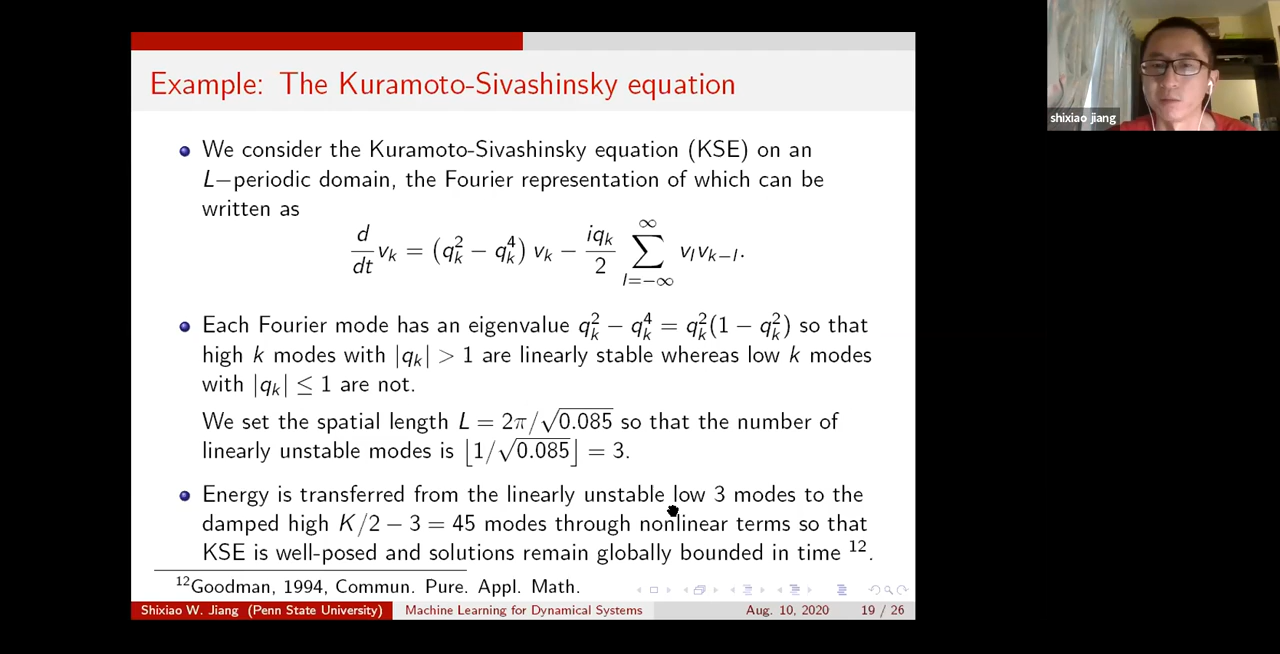 Example: The Kuramoto-Sivashinsky equation
shixiao jiang
We consider the Kuramoto-Sivashinsky equation (KSE) on an
L−periodic domain, the Fourier representation of which can be
written as
d/dt v_k = (q_k^2 − q_k^4) v_k − iq_k/2 ∑_{l=−∞}^{∞} v_l v_{k−l}.
Each Fourier mode has an eigenvalue q_k^2 − q_k^4 = q_k^2(1 − q_k^2) so that
high k modes with |q_k| > 1 are linearly stable whereas low k modes
with |q_k| ≤ 1 are not.
We set the spatial length L = 2π/√0.085 so that the number of
linearly unstable modes is ⌊1/√0.085⌋ = 3.
Energy is transferred from the linearly unstable low 3 modes to the
damped high K/2 − 3 = 45 modes through nonlinear terms so that
KSE is well-posed and solutions remain globally bounded in time 12.
12Goodman, 1994, Commun. Pure. Appl. Math.
Shixiao W. Jiang (Penn State University) Machine Learning for Dynamical Systems Aug. 10, 2020 19 / 26